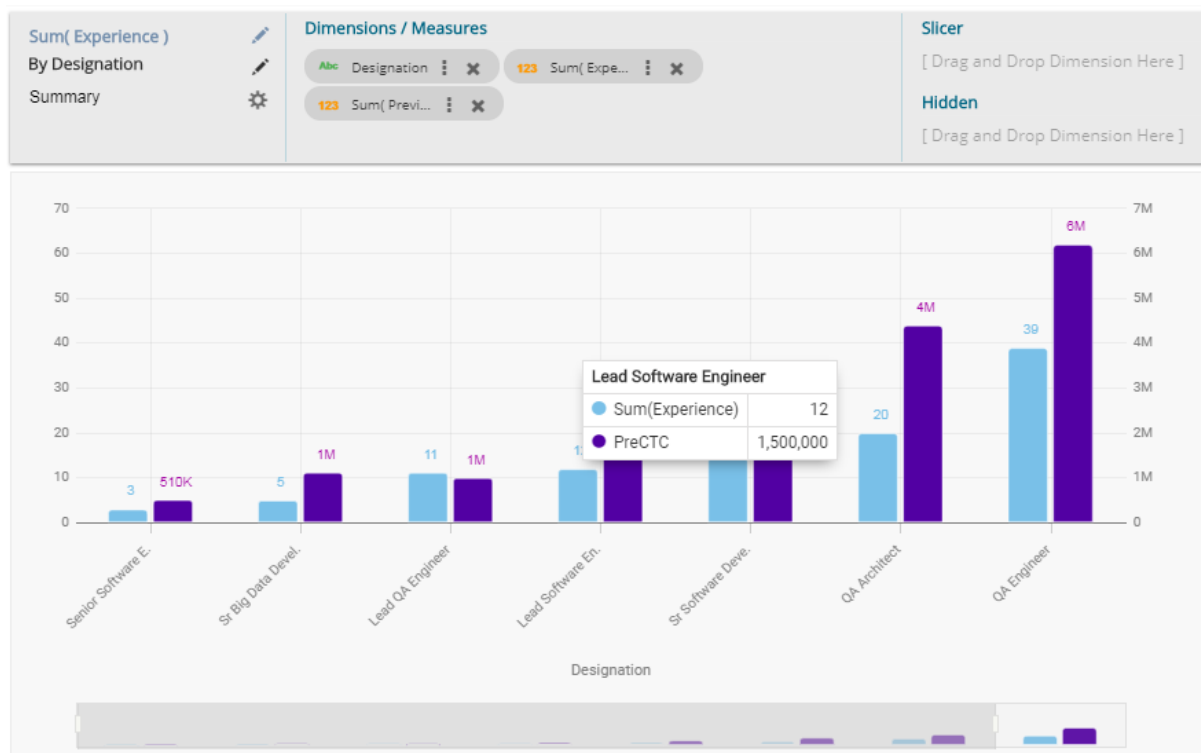 Sum( Experience )
By Designation
Summary
Dimensions / Measures
Abc Designation
123 Sum( Expe...
123 Sum( Previ...
Slicer
[ Drag and Drop Dimension Here ]
Hidden
[ Drag and Drop Dimension Here ]
70
60
50
40
30
20
10
0
7M
6M
5M
4M
3M
2M
1M
0
3
510K
5
1M
11
1M
20
4M
39
6M
Lead Software Engineer
Sum(Experience) 12
PreCTC 1,500,000
Senior Software E.
Sr Big Data Devel.
Lead QA Engineer
Lead Software En.
Sr Software Deve.
QA Architect
QA Engineer
Designation